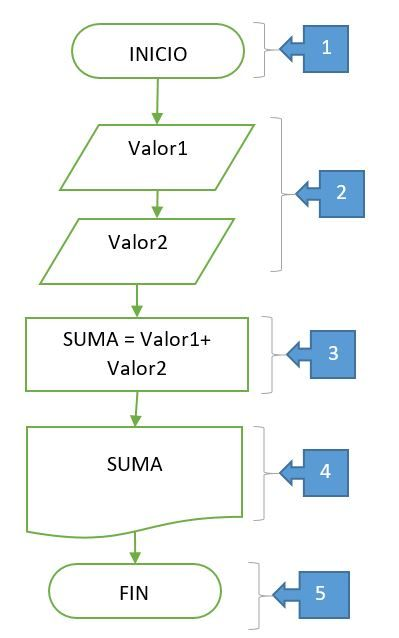 INICIO
1
Valor1
2
Valor2
SUMA = Valor1+
Valor2
3
SUMA
4
FIN
5